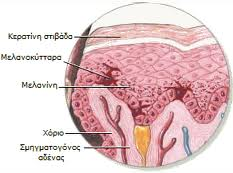 Κερατίνη στιβάδα
Μελανοκύτταρα
Μελανίνη
Χόριο
Σμηγματογόνος
αδένας